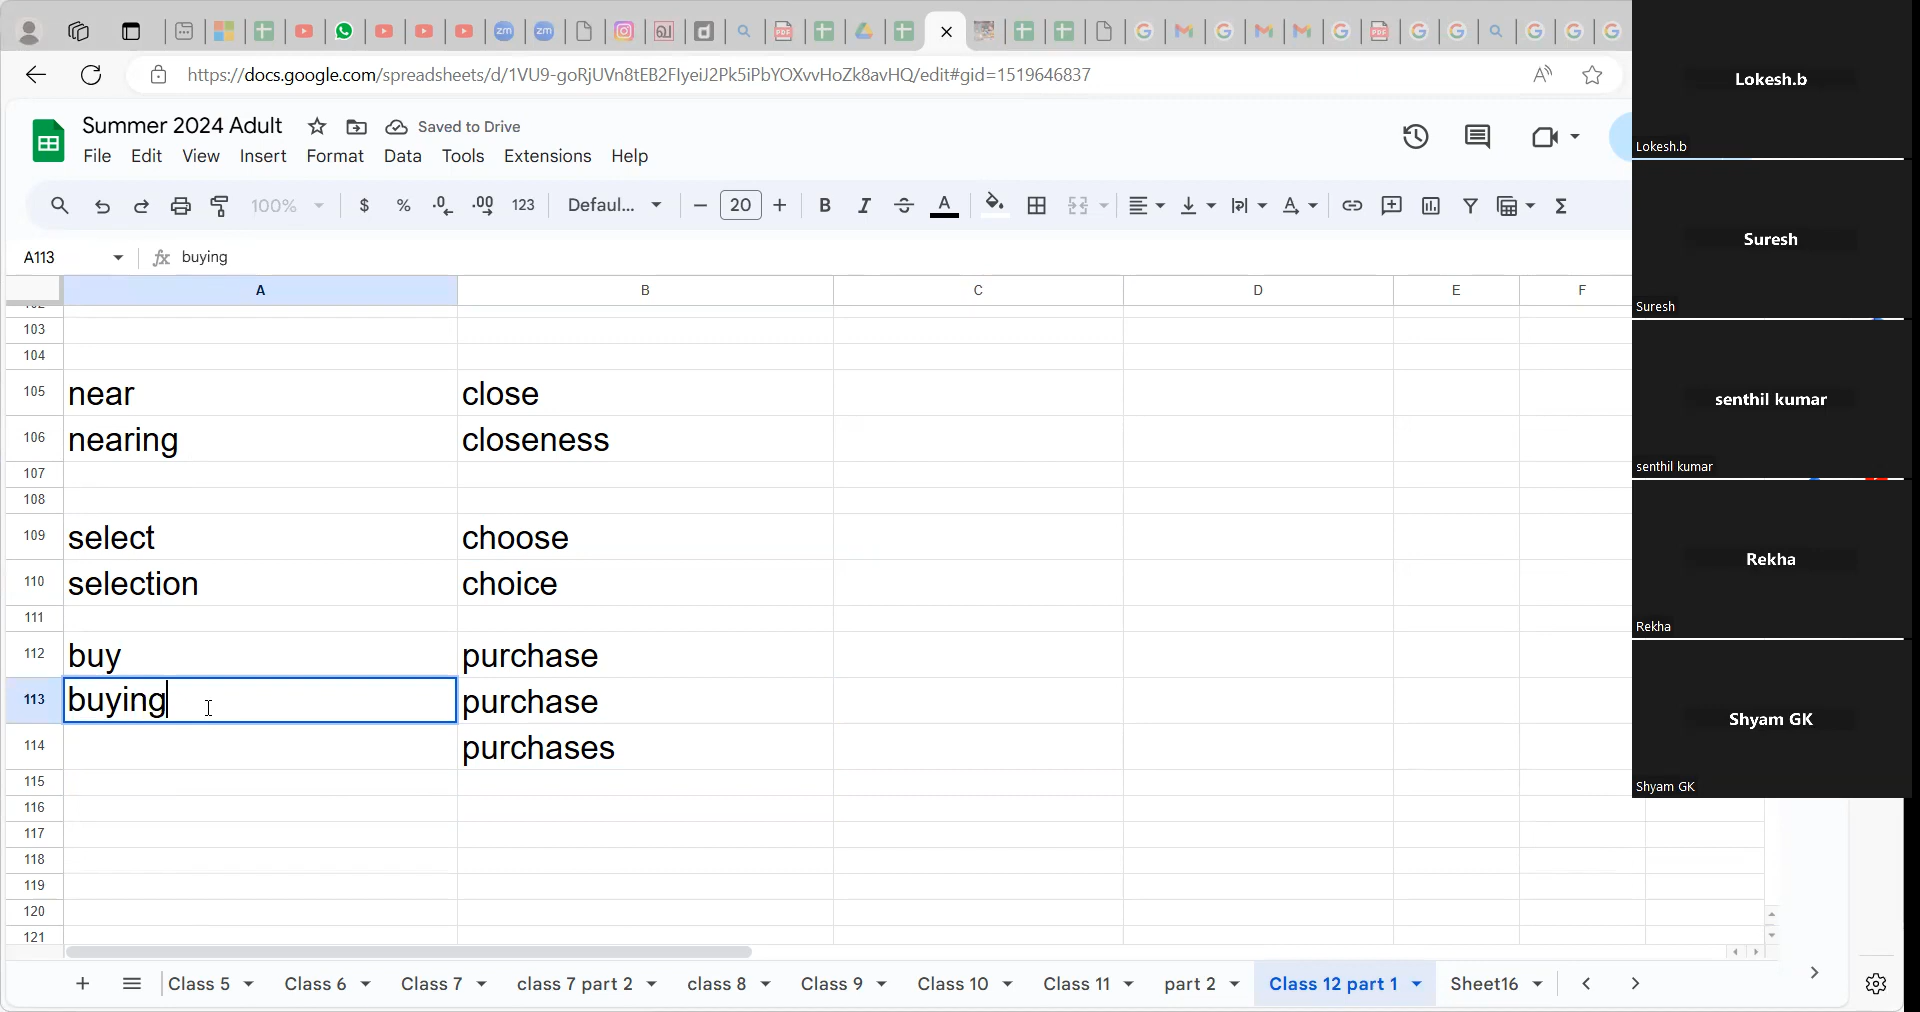 https://docs.google.com/spreadsheets/d/1VU9-goRjUVn8tEB2FlyeiJ2Pk5iPbYOXvvHoZk8avHQ/edit#gid=1519646837
Summer 2024 Adult Saved to Drive
File Edit View Insert Format Data Tools Extensions Help
100% $ % .0 .00 123 Defaul... 20 B I A
A113 fx buying
A B C D E F
103
104
105 near close
106 nearing closeness
107
108
109 select choose
110 selection choice
111
112 buy purchase
113 buying purchase
114 purchases
115
116
117
118
119
120
121
Class 5 Class 6 Class 7 class 7 part 2 class 8 Class 9 Class 10 Class 11 part 2 Class 12 part 1 Sheet16
Lokesh.b
Lokesh.b
Suresh
Suresh
senthil kumar
senthil kumar
Rekha
Rekha
Shyam GK
Shyam GK